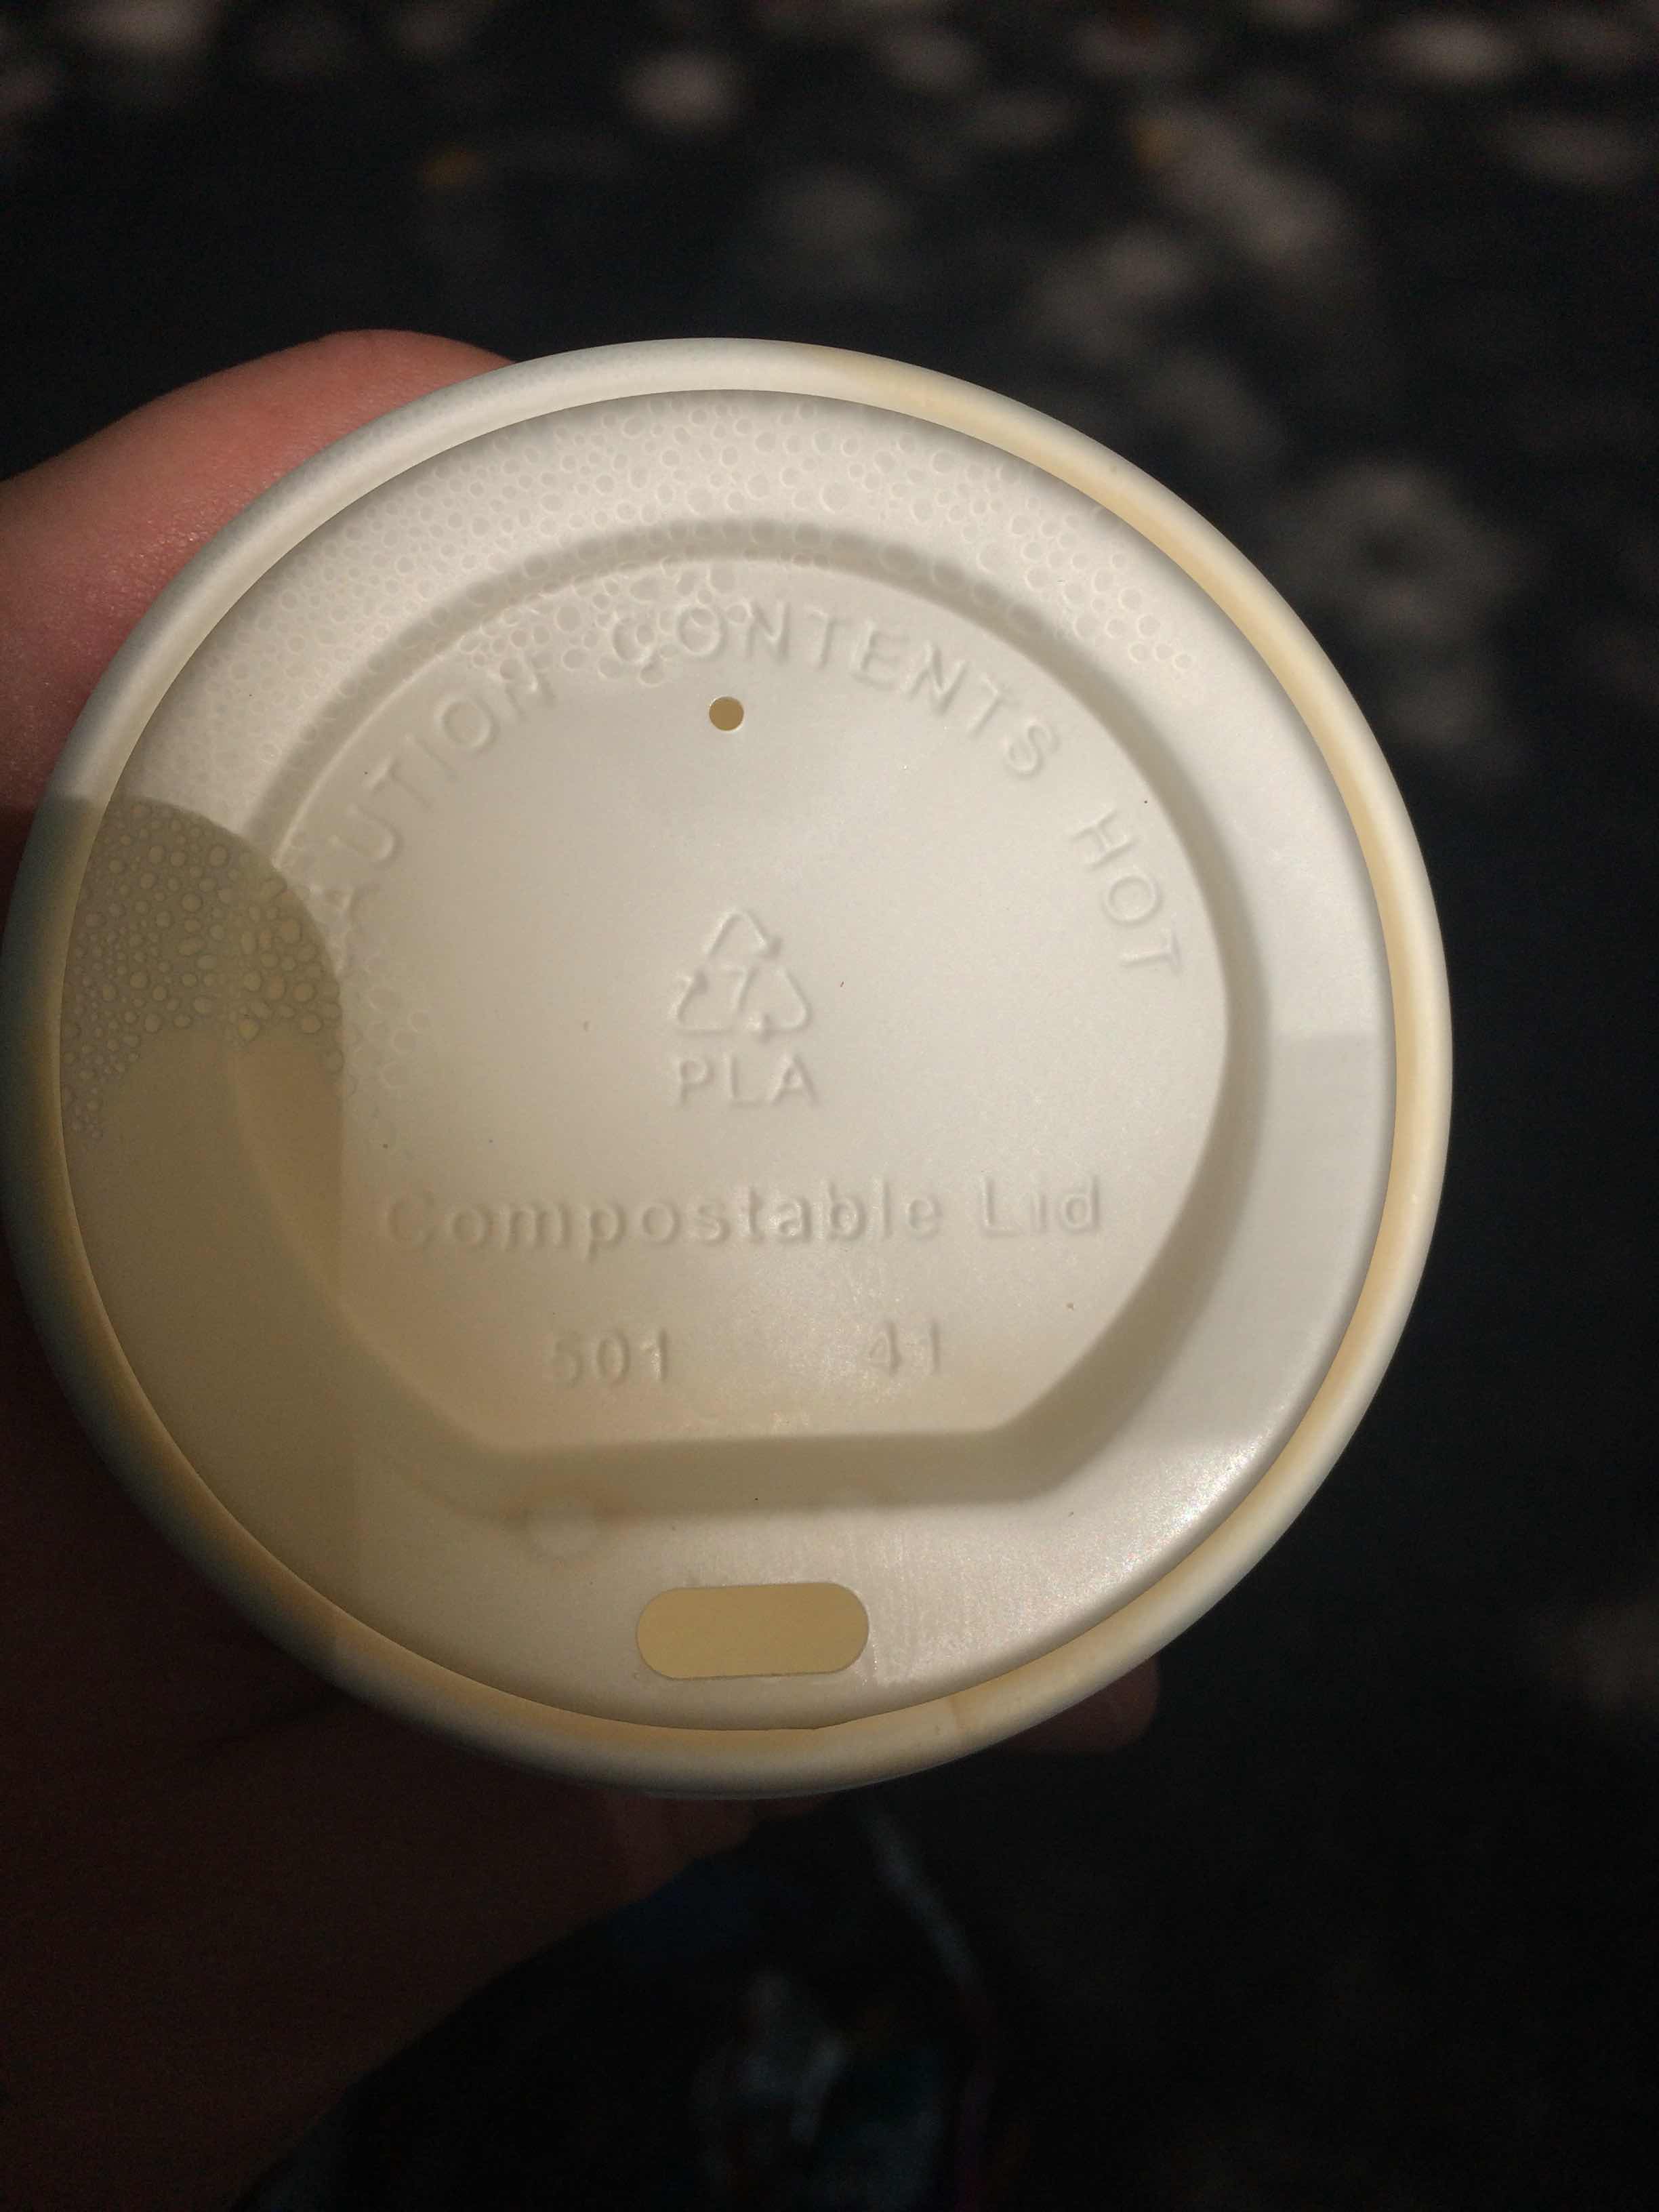 CAUTION CONTENTS HOT
7
PLA
Compostable Lid
501 41